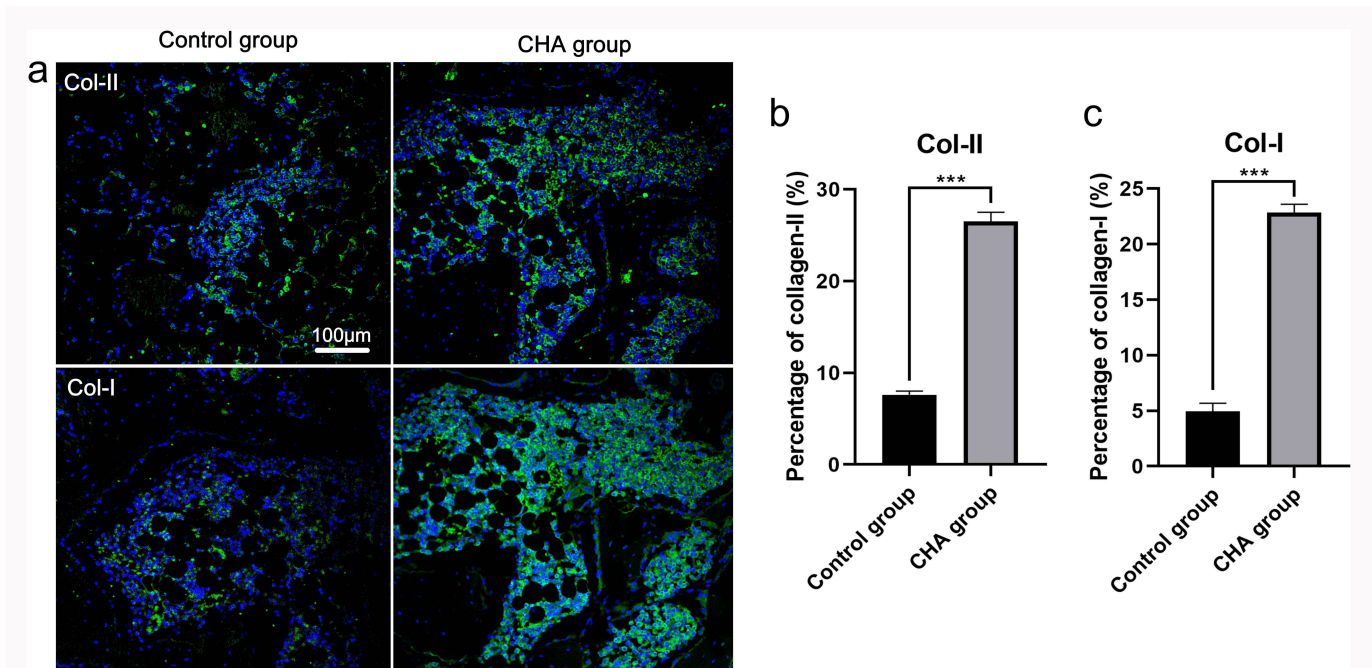 Control group
CHA group
a
Col-II
100μm
Col-I
b
Col-II
***
Percentage of collagen-II (%)
30
20
10
0
Control group
CHA group
c
Col-I
***
Percentage of collagen-I (%)
25
20
15
10
5
0
Control group
CHA group